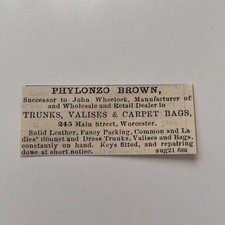 PHYLONZO BROWN,
Successor to John Wheelock, Manufacturer of
and Wholesale and Retail Dealer in
TRUNKS, VALISES & CARPET BAGS,
245 Main Street, Worcester.
Solid Leather, Fancy Packing, Common and La
dies' Bonnet and Dress Trunks, Valises and Bags,
constantly on hand. Keys fitted, and repairing
done at short notice. aug21 6m